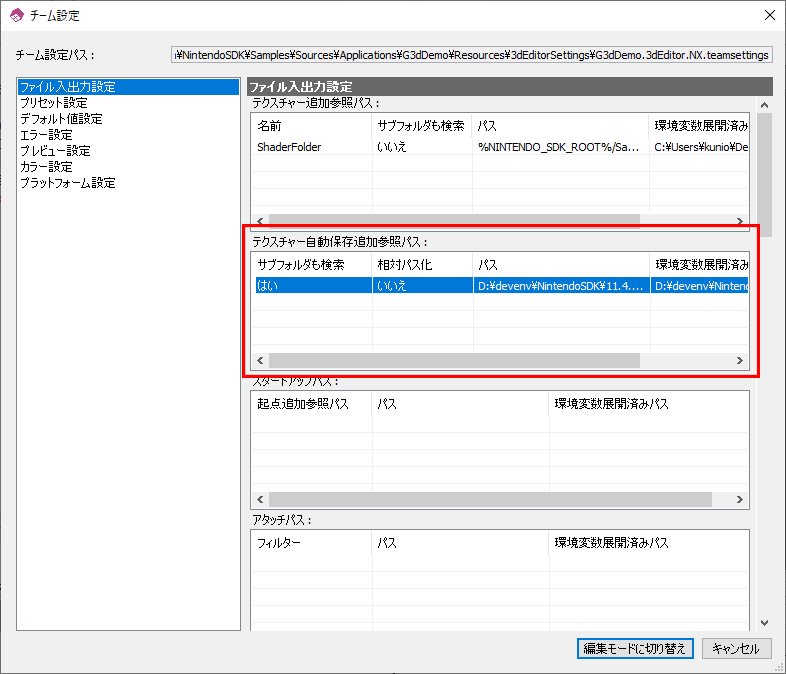 チーム設定
チーム設定パス：
i¥NintendoSDK¥Samples¥Sources¥Applications¥G3dDemo¥Resources¥3dEditorSettings¥G3dDemo.3dEditor.NX.teamsettings
ファイル入出力設定
プリセット設定
デフォルト値設定
エラー設定
プレビュー設定
カラー設定
プラットフォーム設定
ファイル入出力設定
テクスチャー追加参照パス：
名前 サブフォルダも検索 パス 環境変数展開済み
ShaderFolder いいえ %NINTENDO_SDK_ROOT%/Sa... C:¥Users¥kunio¥De
テクスチャー自動保存追加参照パス：
サブフォルダも検索 相対パス化 パス 環境変数展開済み
はい いいえ D:¥devenv¥NintendoSDK¥11.4.... D:¥devenv¥Nintend
スタートアップパス：
起点追加参照パス パス 環境変数展開済みパス
アタッチパス：
フィルター パス 環境変数展開済みパス
編集モードに切り替え キャンセル